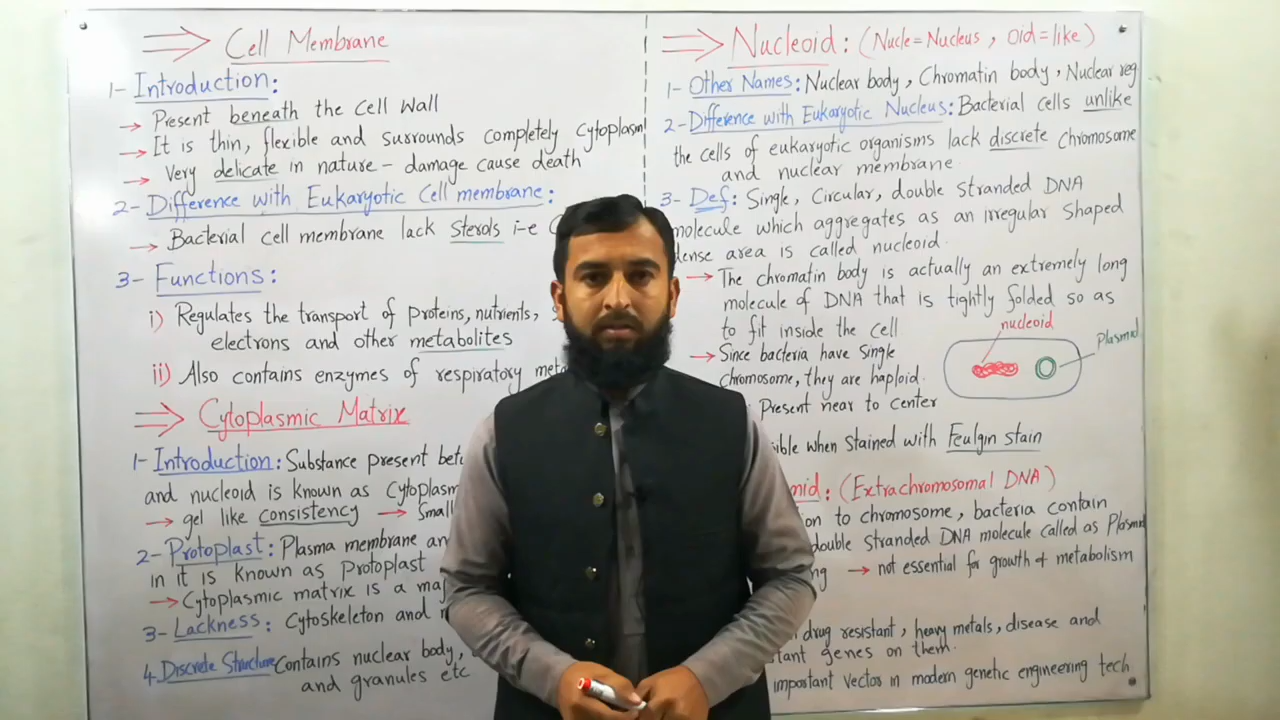 ⇒ Cell Membrane
1- Introduction:
→ Present beneath the cell wall
→ It is thin, flexible and surrounds completely cytoplasm
→ Very delicate in nature - damage cause death
2- Difference with Eukaryotic Cell membrane:
→ Bacterial cell membrane lack sterols i-e
3- Functions:
i) Regulates the transport of proteins, nutrients,
electrons and other metabolites
ii) Also contains enzymes of respiratory
⇒ Cytoplasmic Matrix
1- Introduction: Substance present
and nucleoid is known as
→ gel like consistency → Small
2- Protoplast: Plasma membrane
in it is known as Protoplast
→ Cytoplasmic matrix is a
3- Lackness: Cytoskeleton and
4. Discrete Structure Contains nuclear body,
and granules etc
⇒ Nucleoid: (Nucle=Nucleus, Oid=like)
1- Other Names: Nuclear body, Chromatin body, Nuclear reg
2- Difference with Eukaryotic Nucleus: Bacterial cells unlike
the cells of eukaryotic organisms lack discrete chromosome
and nuclear membrane.
3- Def: Single, Circular, double stranded DNA
molecule which aggregates as an irregular shaped
dense area is called nucleoid.
→ The chromatin body is actually an extremely long
molecule of DNA that is tightly folded so as
to fit inside the cell
→ Since bacteria have single
chromosome, they are haploid.
Present near to center
when stained with Feulgin stain
nucleoid
Plasmid
(Extrachromosomal DNA)
to chromosome, bacteria contain
double stranded DNA molecule called as Plasmid
→ not essential for growth & metabolism
drug resistant, heavy metals, disease and
genes on them.
important vector in modern genetic engineering tech